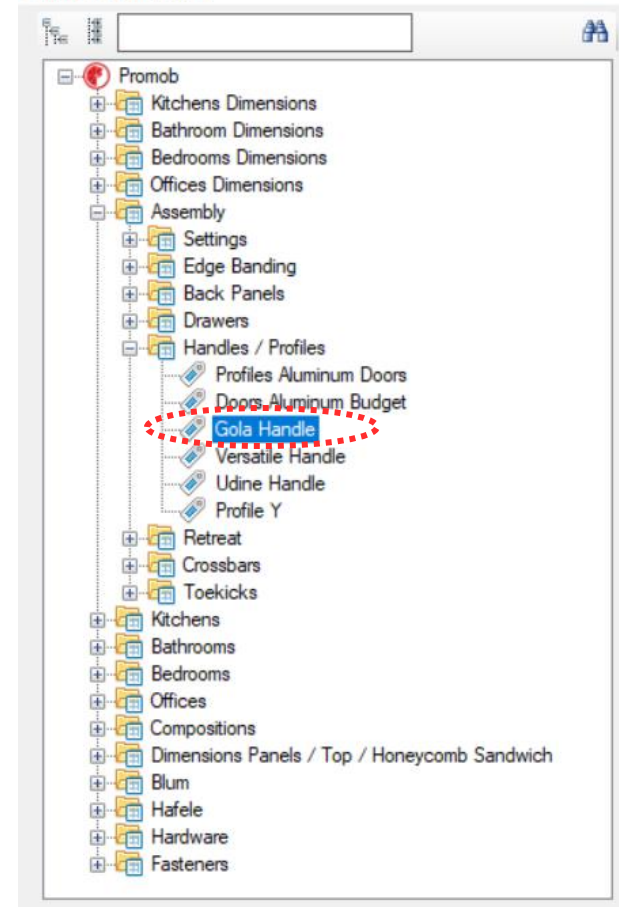 Promob
Kitchens Dimensions
Bathroom Dimensions
Bedrooms Dimensions
Offices Dimensions
Assembly
Settings
Edge Banding
Back Panels
Drawers
Handles / Profiles
Profiles Aluminum Doors
Doors Aluminum Budget
Gola Handle
Versatile Handle
Udine Handle
Profile Y
Retreat
Crossbars
Toekicks
Kitchens
Bathrooms
Bedrooms
Offices
Compositions
Dimensions Panels / Top / Honeycomb Sandwich
Blum
Hafele
Hardware
Fasteners